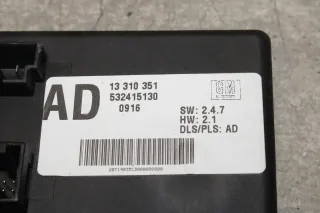 AD
13 310 351
532415130
0916
GM
SW: 2.4.7
HW: 2.1
DLS/PLS: AD